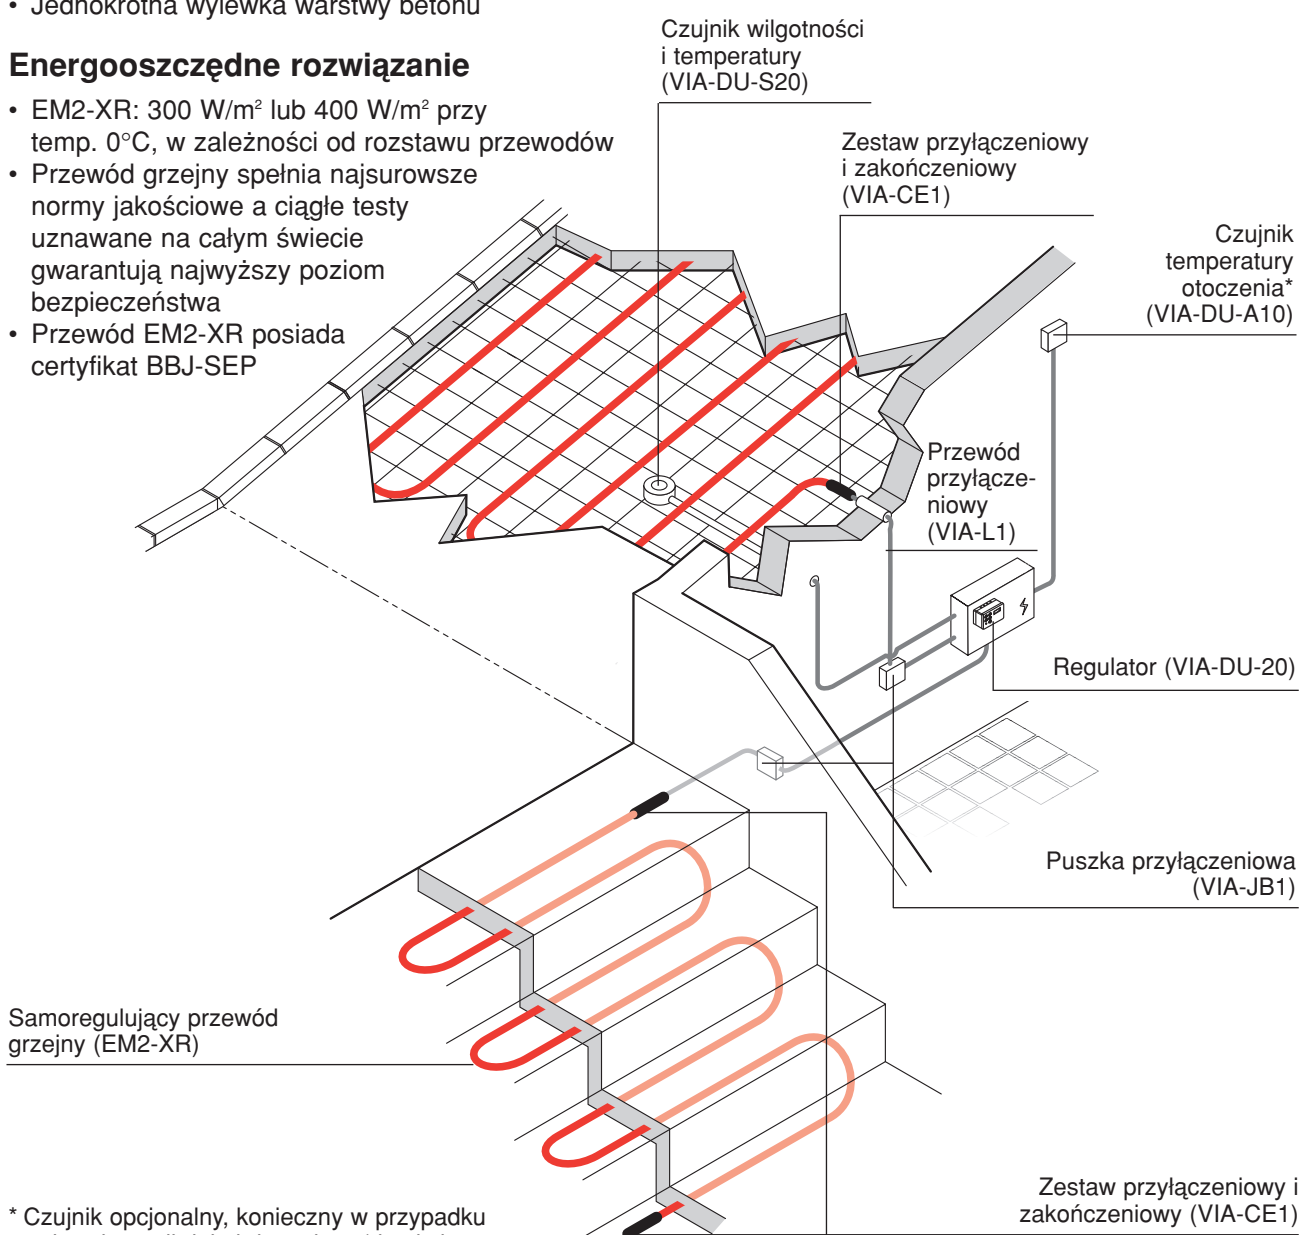 • Jednokrotna wylewka warstwy betonu
Energooszczędne rozwiązanie
• EM2-XR: 300 W/m² lub 400 W/m² przy
temp. 0°C, w zależności od rozstawu przewodów
• Przewód grzejny spełnia najsurowsze
normy jakościowe a ciągłe testy
uznawane na całym świecie
gwarantują najwyższy poziom
bezpieczeństwa
• Przewód EM2-XR posiada
certyfikat BBJ-SEP
Czujnik wilgotności
i temperatury
(VIA-DU-S20)
Zestaw przyłączeniowy
i zakończeniowy
(VIA-CE1)
Czujnik
temperatury
otoczenia*
(VIA-DU-A10)
Przewód
przyłącze-
niowy
(VIA-L1)
Regulator (VIA-DU-20)
Puszka przyłączeniowa
(VIA-JB1)
Samoregulujący przewód
grzejny (EM2-XR)
Zestaw przyłączeniowy i
zakończeniowy (VIA-CE1)
* Czujnik opcjonalny, konieczny w przypadku